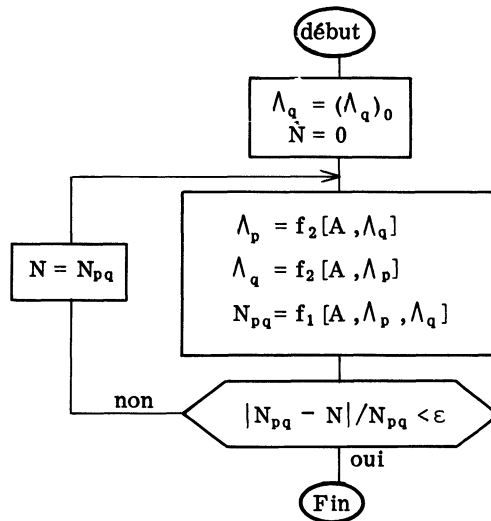 début
Λq = (Λq)0
N = 0
Λp = f2[A, Λq]
Λq = f2[A, Λp]
N = Npq
Npq = f1[A, Λp, Λq]
non
|Npq - N|/Npq < ε
oui
Fin